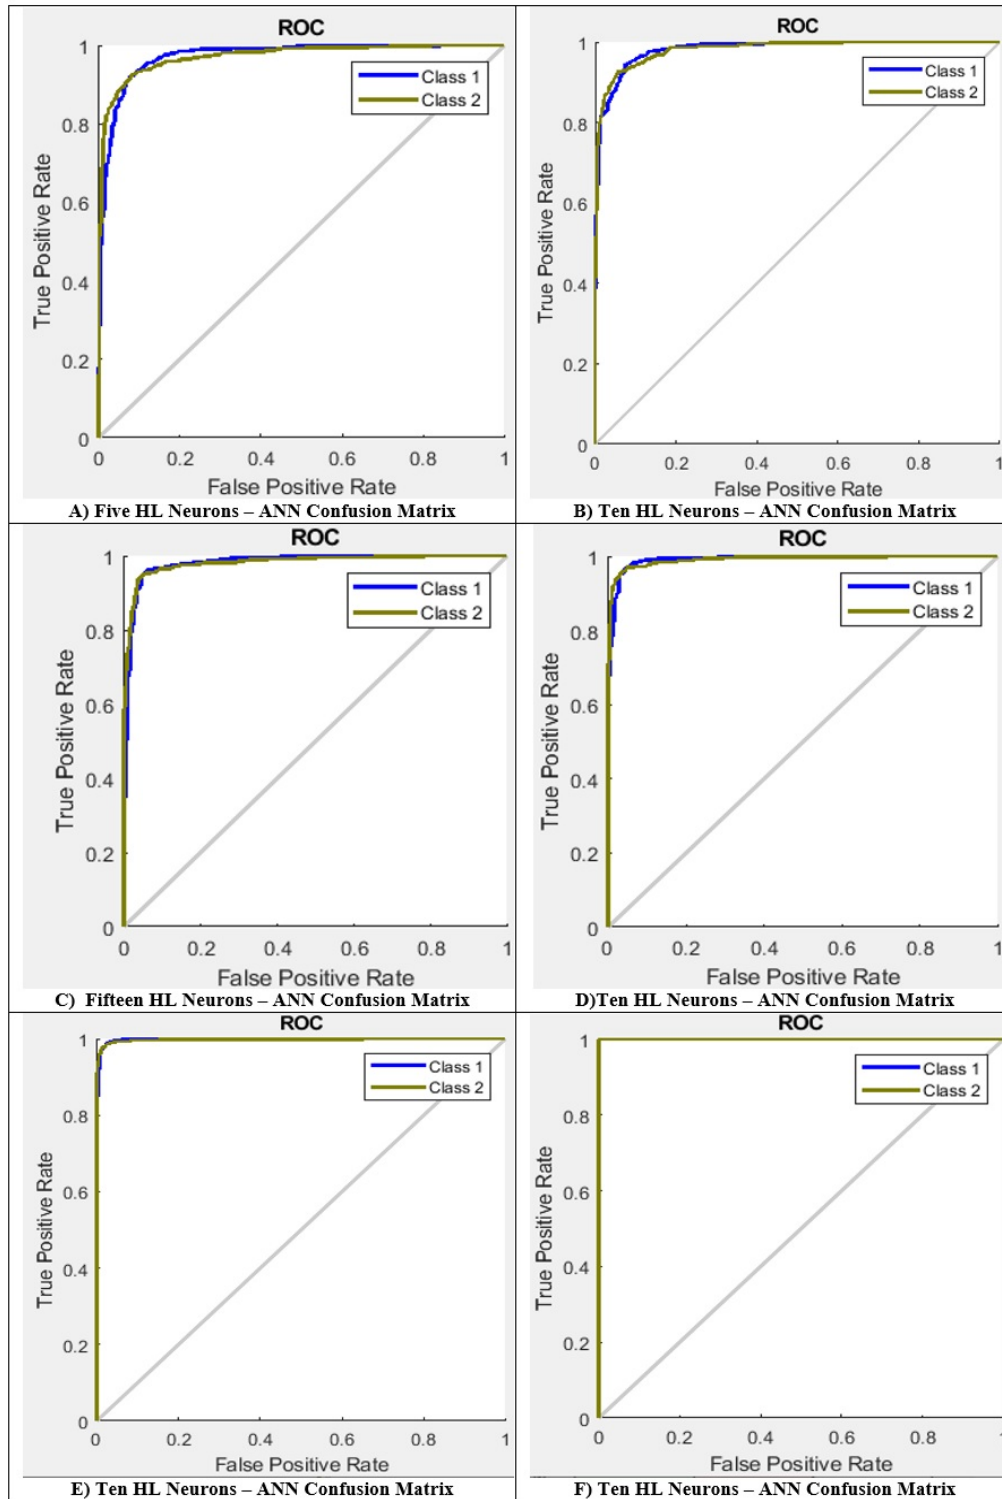 ROC
1
Class 1
Class 2
0.8
0.6
0.4
0.2
0
True Positive Rate
0 0.2 0.4 0.6 0.8 1
False Positive Rate
A) Five HL Neurons – ANN Confusion Matrix
ROC
1
Class 1
Class 2
0.8
0.6
0.4
0.2
0
True Positive Rate
0 0.2 0.4 0.6 0.8 1
False Positive Rate
B) Ten HL Neurons – ANN Confusion Matrix
ROC
1
Class 1
Class 2
0.8
0.6
0.4
0.2
0
True Positive Rate
0 0.2 0.4 0.6 0.8 1
False Positive Rate
C) Fifteen HL Neurons – ANN Confusion Matrix
ROC
1
Class 1
Class 2
0.8
0.6
0.4
0.2
0
True Positive Rate
0 0.2 0.4 0.6 0.8 1
False Positive Rate
D)Ten HL Neurons – ANN Confusion Matrix
ROC
1
Class 1
Class 2
0.8
0.6
0.4
0.2
0
True Positive Rate
0 0.2 0.4 0.6 0.8 1
False Positive Rate
E) Ten HL Neurons – ANN Confusion Matrix
ROC
1
Class 1
Class 2
0.8
0.6
0.4
0.2
0
True Positive Rate
0 0.2 0.4 0.6 0.8 1
False Positive Rate
F) Ten HL Neurons – ANN Confusion Matrix